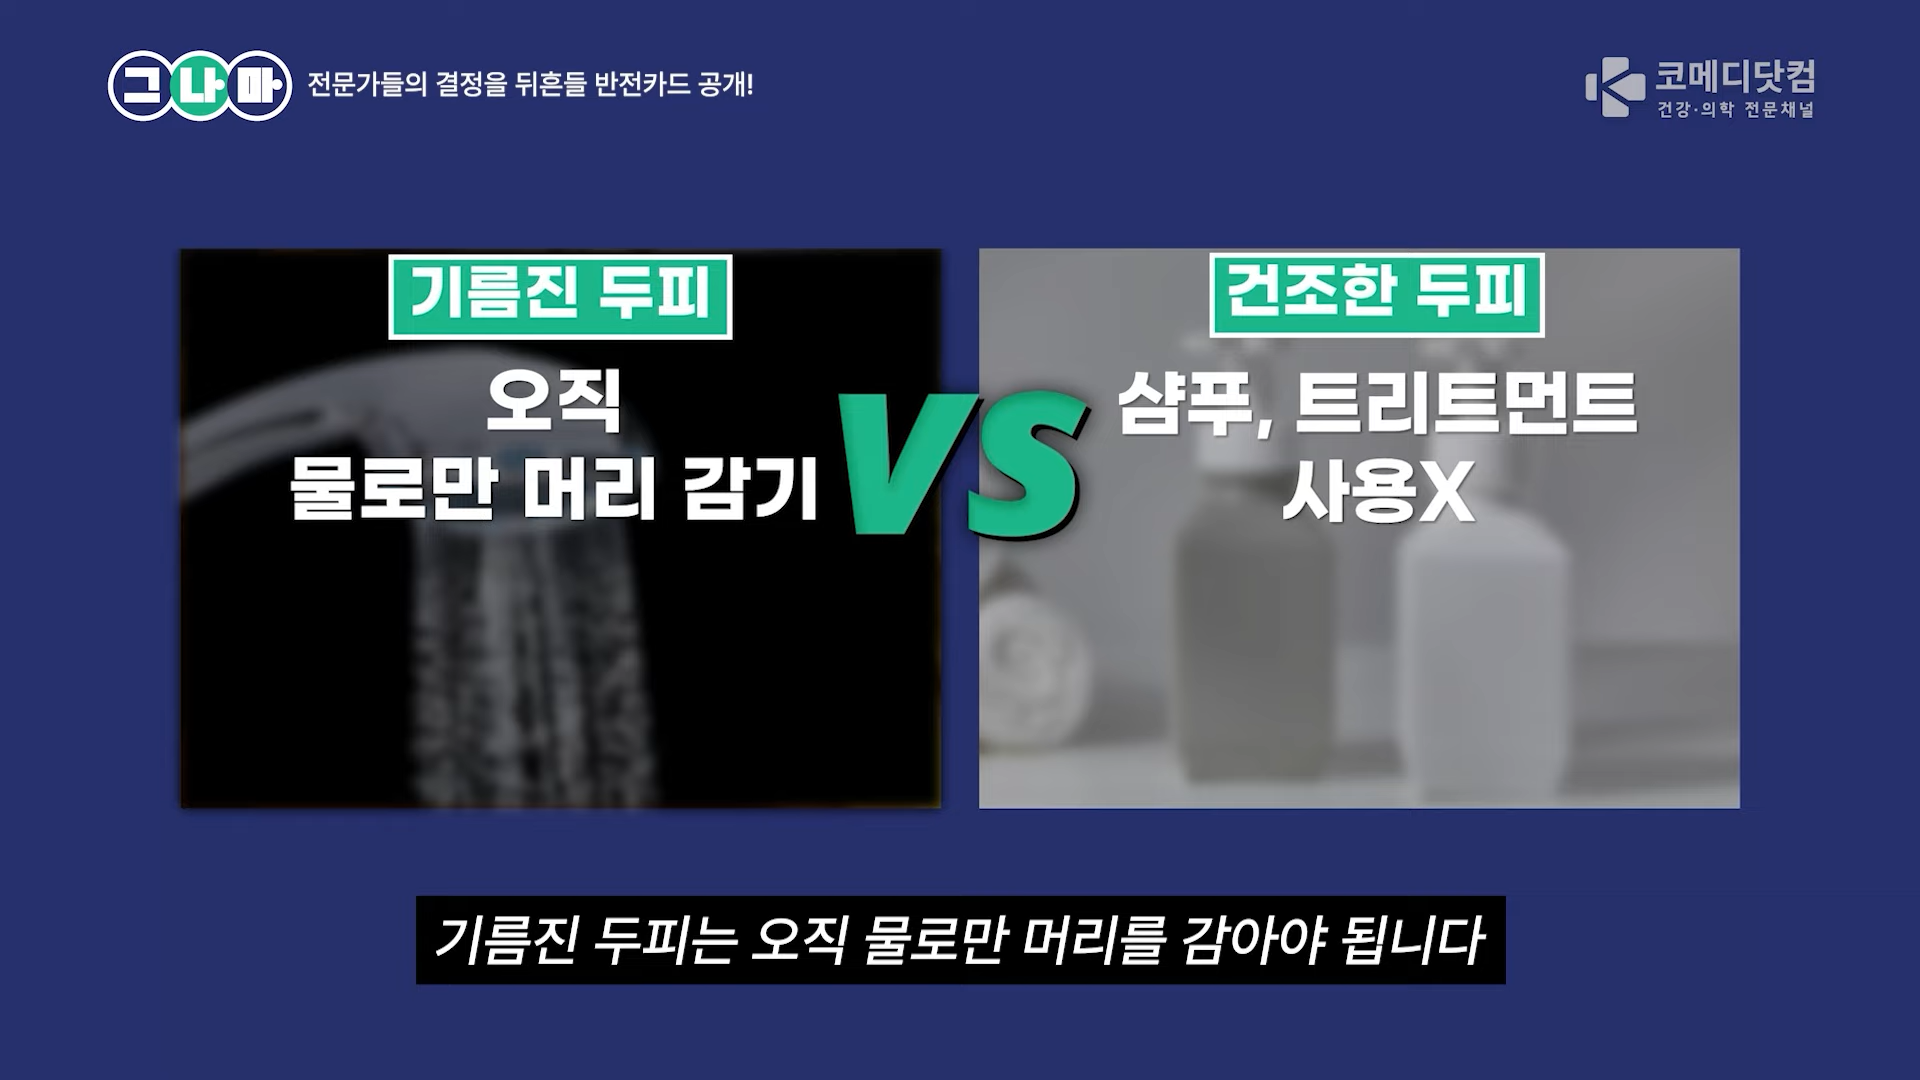 그나마
전문가들의 결정을 뒤흔들 반전카드 공개!
코메디닷컴
건강·의학 전문채널
기름진 두피
오직
물로만 머리 감기
VS
건조한 두피
샴푸, 트리트먼트
사용X
기름진 두피는 오직 물로만 머리를 감아야 됩니다